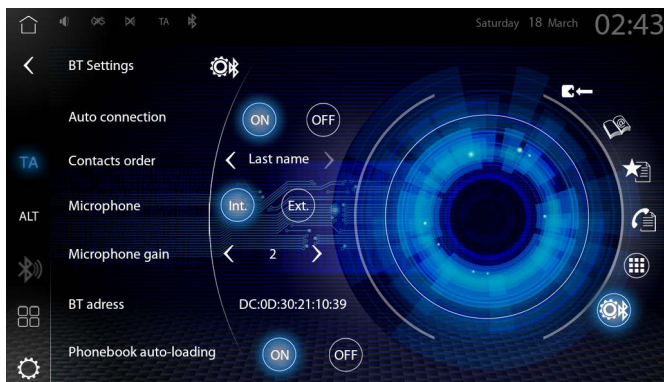 TA
Saturday 18 March 02:43
BT Settings
Auto connection ON OFF
TA
Contacts order Last name
Microphone Int. Ext.
ALT
Microphone gain 2
BT adress DC:0D:30:21:10:39
Phonebook auto-loading ON OFF